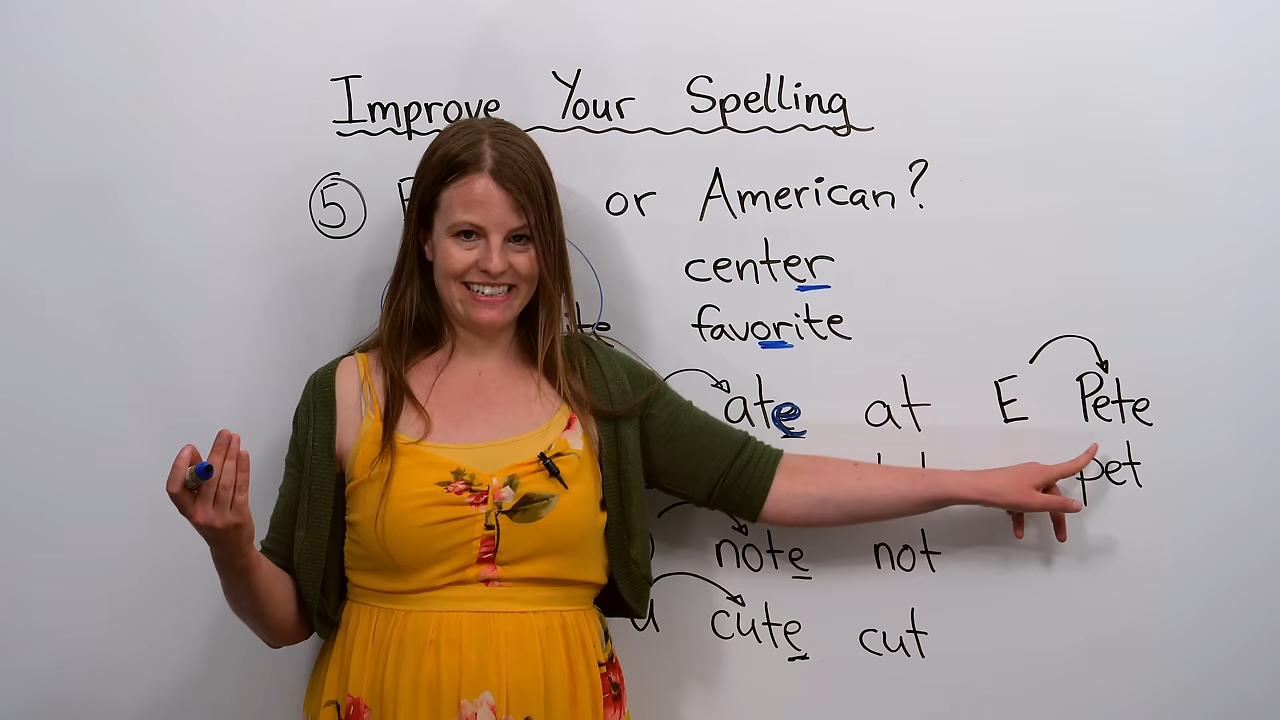 Improve Your Spelling
5 or American?
center
favorite
ate at E Pete
pet
note not
u cute cut